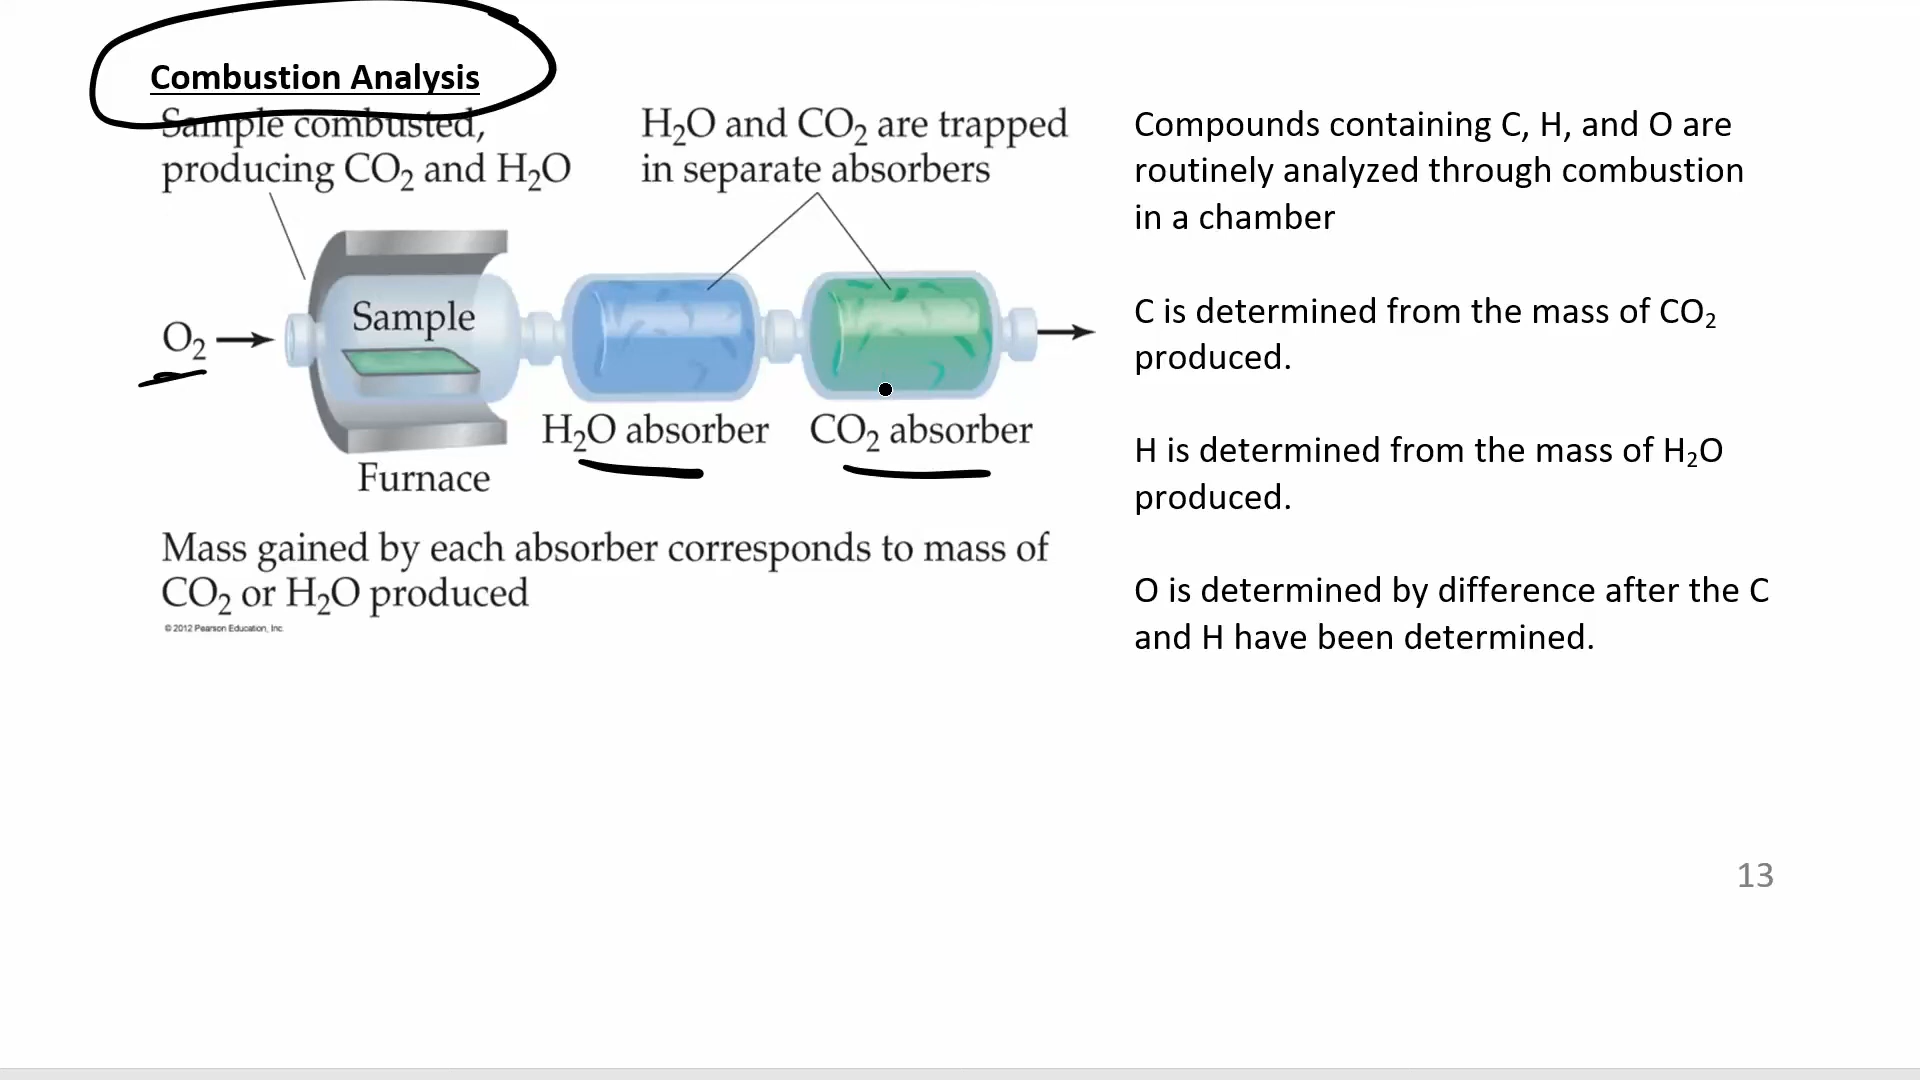 Combustion Analysis
Sample combusted,
producing CO₂ and H₂O
H₂O and CO₂ are trapped
in separate absorbers
O₂
Sample
H₂O absorber
CO₂ absorber
Furnace
Mass gained by each absorber corresponds to mass of
CO₂ or H₂O produced
© 2012 Pearson Education, Inc.
Compounds containing C, H, and O are
routinely analyzed through combustion
in a chamber
C is determined from the mass of CO₂
produced.
H is determined from the mass of H₂O
produced.
O is determined by difference after the C
and H have been determined.
13